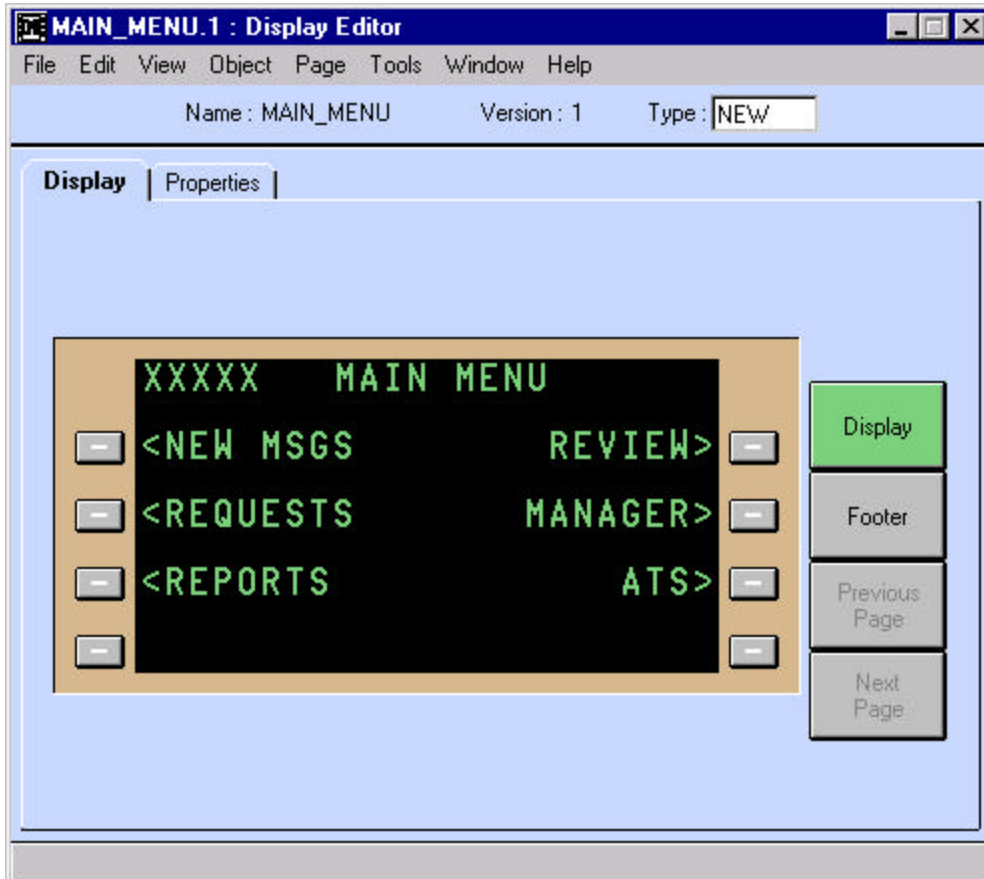 MAIN_MENU.1 : Display Editor
File Edit View Object Page Tools Window Help
Name : MAIN_MENU Version : 1 Type : NEW
Display Properties
XXXXX MAIN MENU
<NEW MSGS REVIEW>
<REQUESTS MANAGER>
<REPORTS ATS>
Display
Footer
Previous
Page
Next
Page